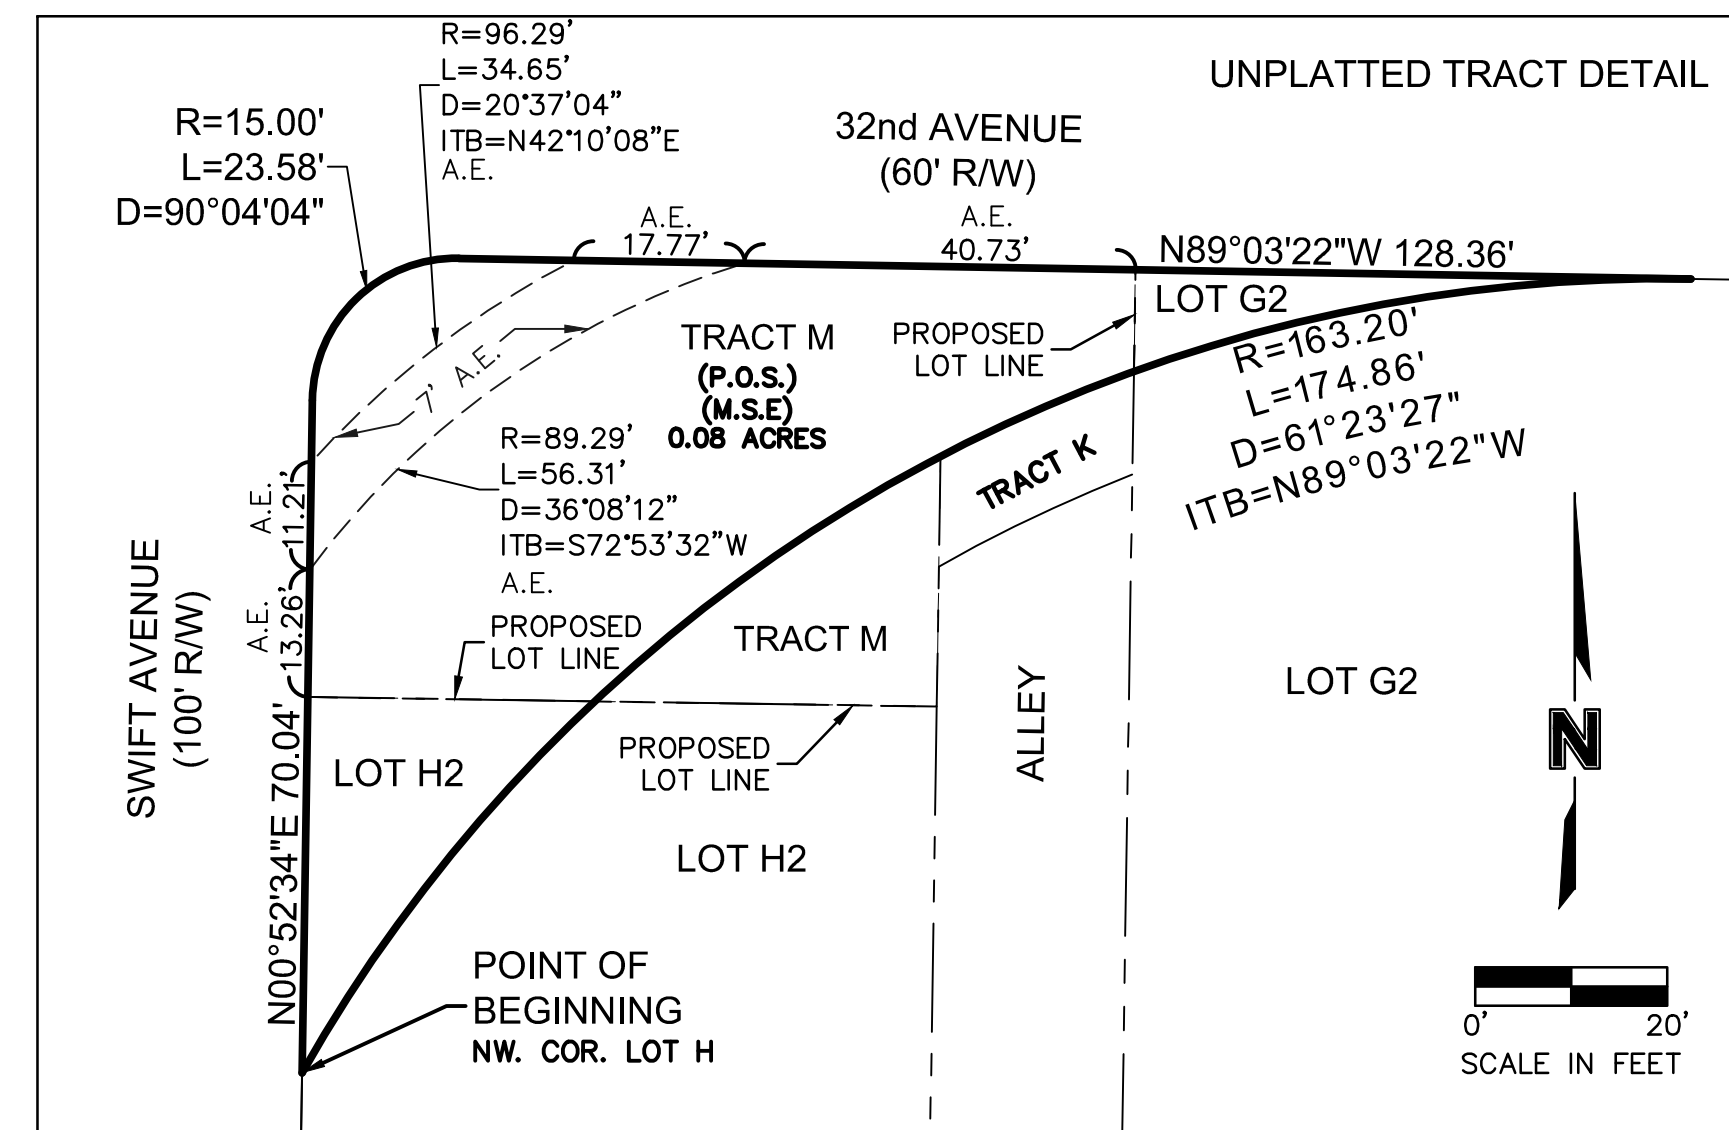 R=96.29'
L=34.65'
D=20°37'04"
ITB=N42°10'08"E
A.E.
UNPLATTED TRACT DETAIL
R=15.00'
L=23.58'
D=90°04'04"
32nd AVENUE
(60' R/W)
A.E.
17.77'
A.E.
40.73'
N89°03'22"W 128.36'
LOT G2
PROPOSED
LOT LINE
TRACT M
(P.O.S.)
(M.S.E)
0.08 ACRES
7' A.E.
R=163.20'
L=174.86'
D=61°23'27"
ITB=N89°03'22"W
R=89.29'
L=56.31'
D=36°08'12"
ITB=S72°53'32"W
A.E.
TRACT K
A.E.
11.21'
A.E.
13.26'
SWIFT AVENUE
(100' R/W)
PROPOSED
LOT LINE
TRACT M
LOT G2
ALLEY
PROPOSED
LOT LINE
LOT H2
LOT H2
N00°52'34"E 70.04'
N
POINT OF
BEGINNING
NW. COR. LOT H
0' 20'
SCALE IN FEET